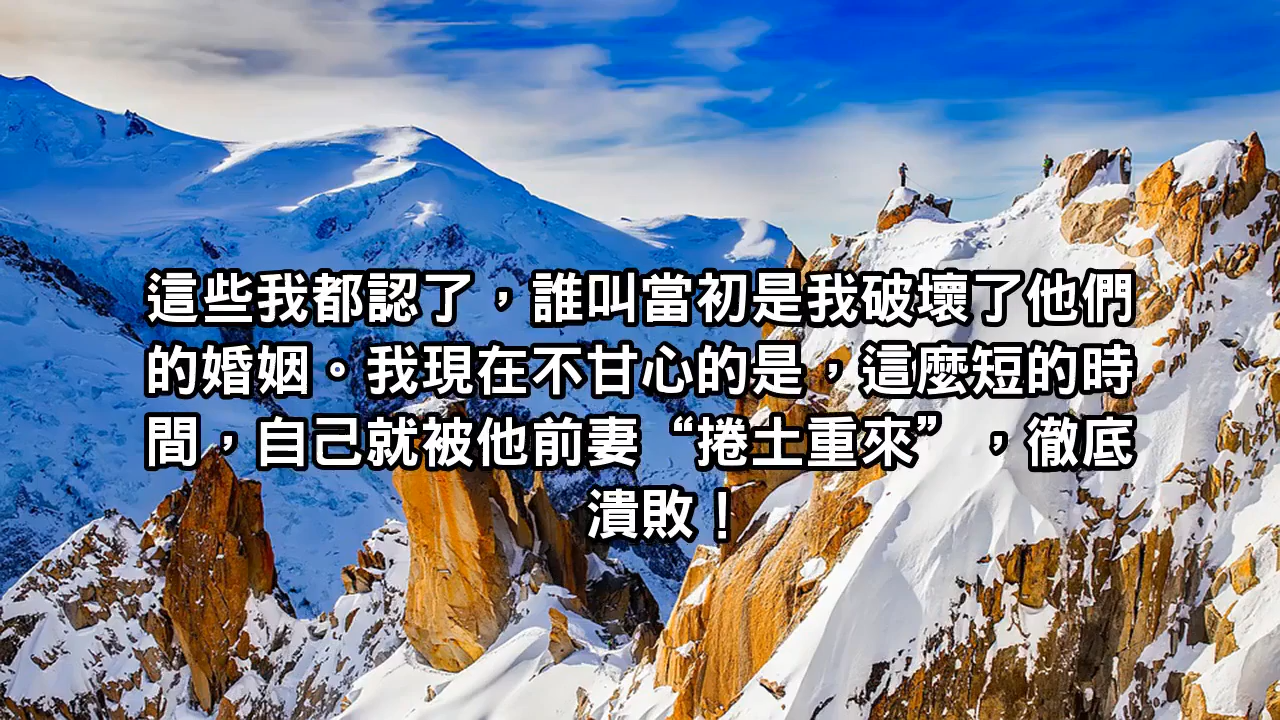 這些我都認了，誰叫當初是我破壞了他們
的婚姻。我現在不甘心的是，這麼短的時
間，自己就被他前妻“捲土重來”，徹底
潰敗！